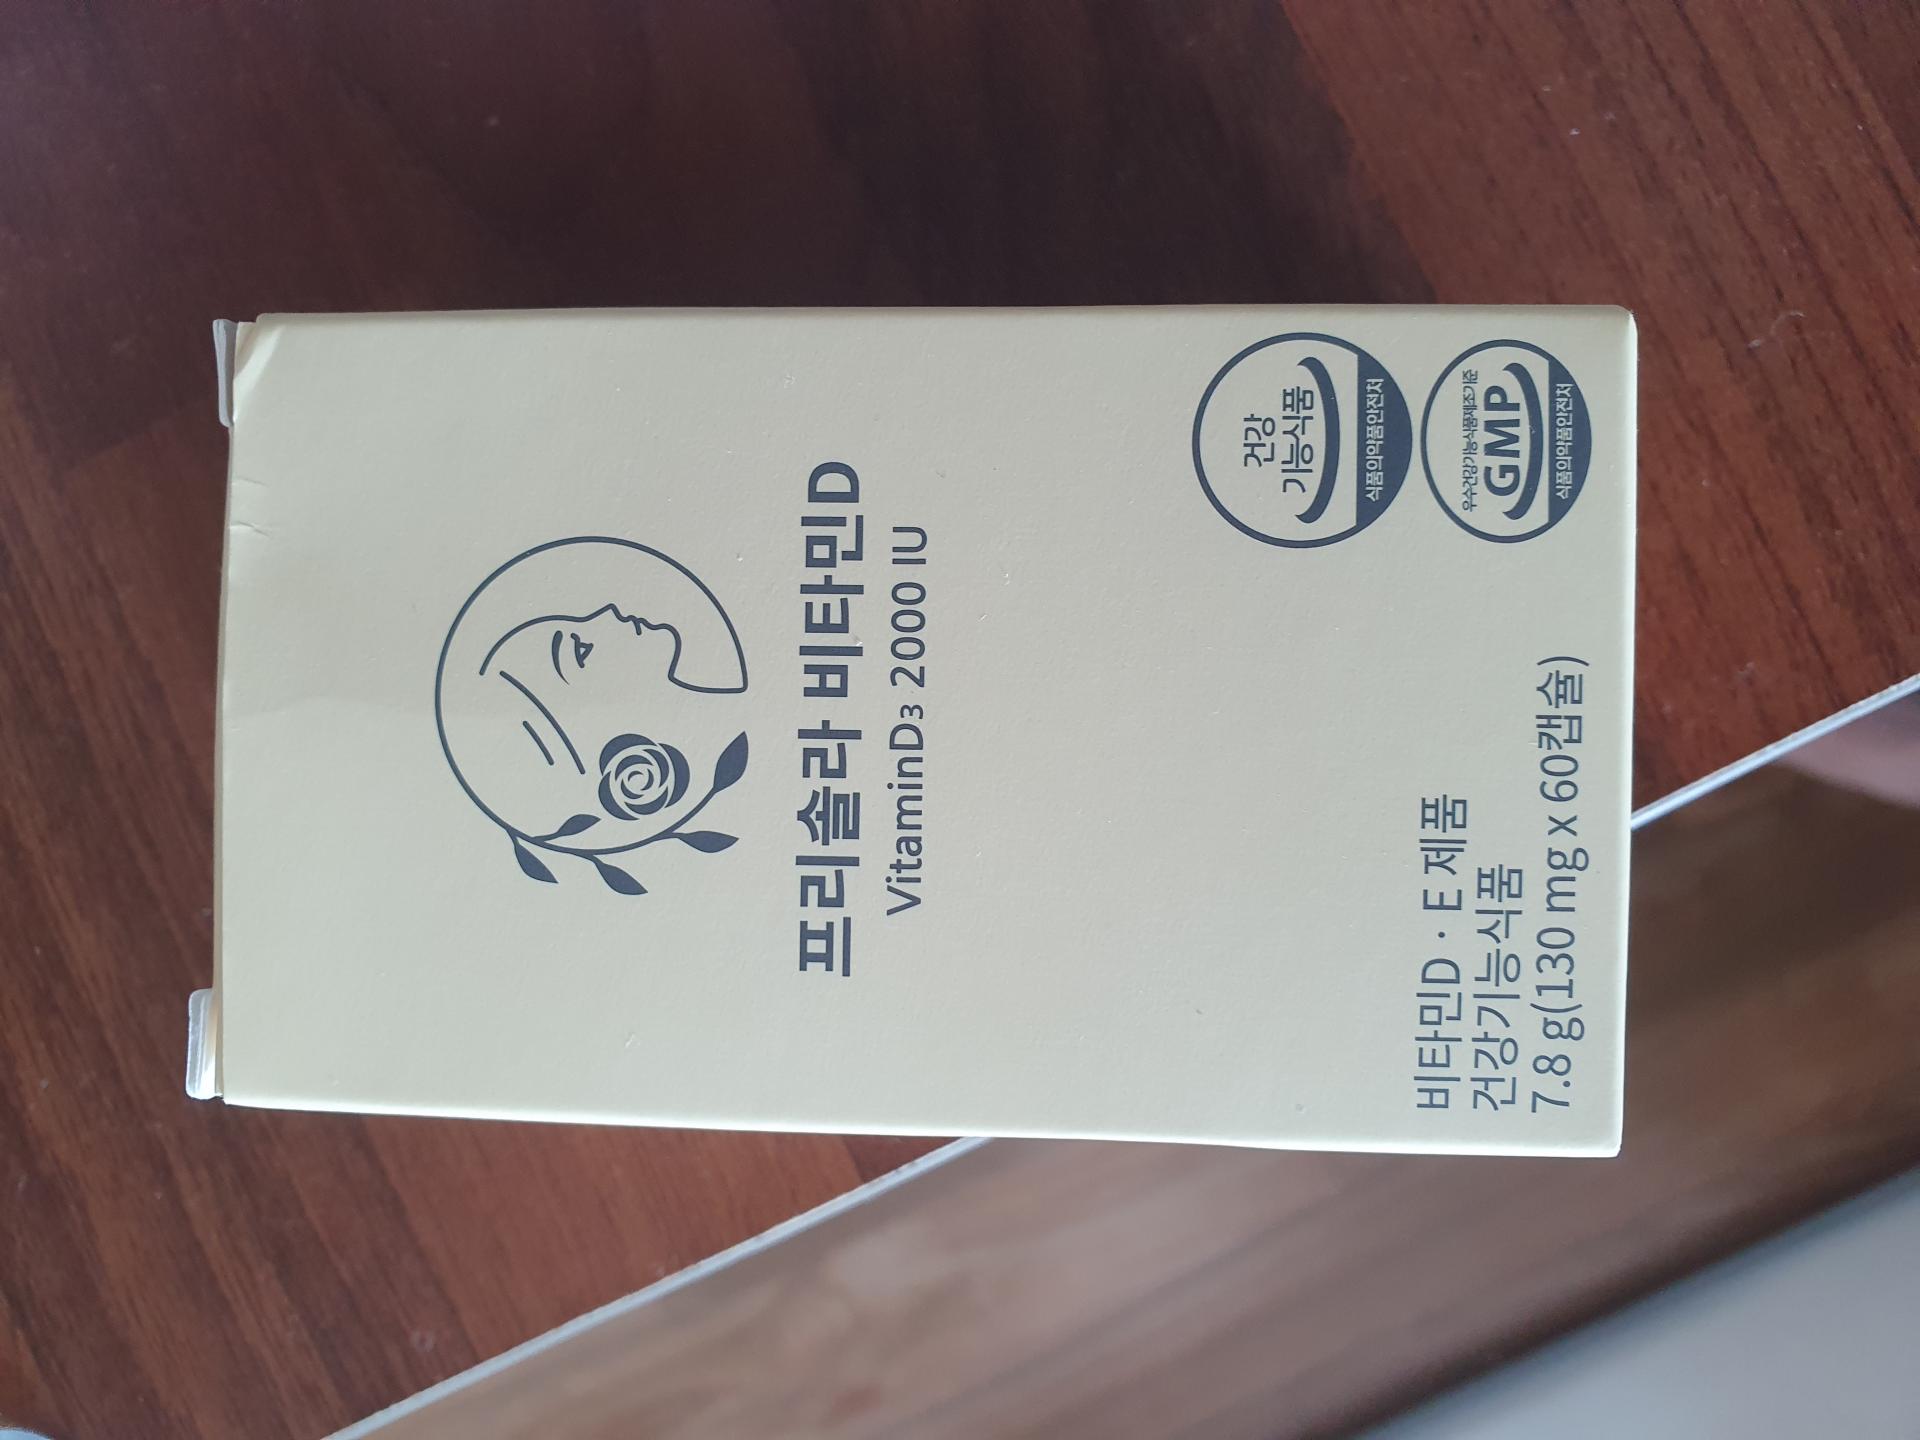 프리솔라 비타민D
VitaminD₃ 2000 IU
비타민D · E 제품
건강기능식품
7.8 g(130 mg x 60캡슐)
건강
기능식품
식품의약품안전처
우수건강기능식품제조기준
GMP
식품의약품안전처